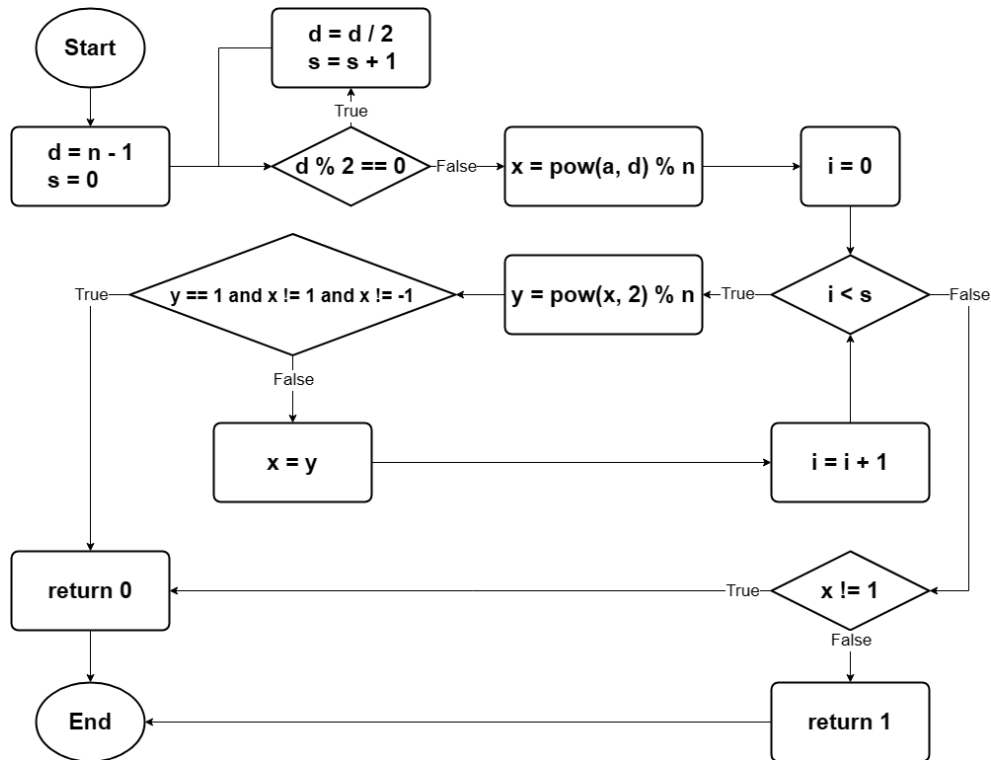 Start
d = d / 2
s = s + 1
True
d = n - 1
s = 0
d % 2 == 0
False
x = pow(a, d) % n
i = 0
True
y == 1 and x != 1 and x != -1
y = pow(x, 2) % n
True
i < s
False
False
x = y
i = i + 1
return 0
True
x != 1
False
End
return 1